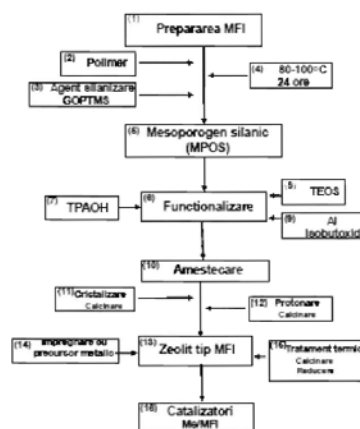 (1)
Prepararea MFI
(2)
Polimer
(3) Agent silanizare
GOPTMS
(4) 80-100°C
24 ore
(5) Mesoporogen silanic
(MPOS)
(5) TEOS
(7) TPAOH
(6) Functionalizare
(9) Al
Isobutoxid
(10)
Amestecare
(11) Cristalizare
Calcinare
(12) Protonare
Calcinare
(14) Impregnare cu
precursor metalic
(13) Zeolit tip MFI
(15) Tratament termic
Calcinare
Reducere
(16) Catalizatori
Me/MFI